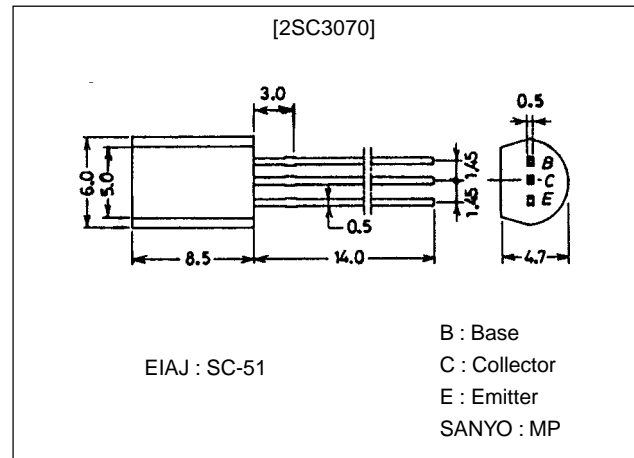 [2SC3070]
3.0
0.5
6.0
5.0
1.45
1.45
B
C
E
0.5
8.5
14.0
4.7
EIAJ : SC-51
B : Base
C : Collector
E : Emitter
SANYO : MP